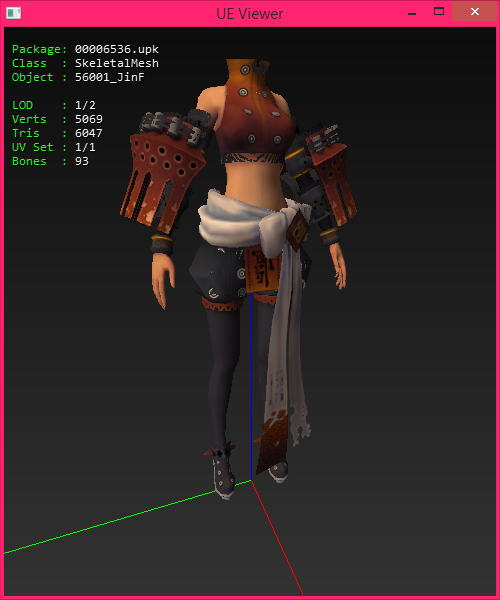 UE Viewer
Package: 00006536.upk
Class : SkeletalMesh
Object : 56001_JinF
LOD : 1/2
Verts : 5069
Tris : 6047
UV Set : 1/1
Bones : 93